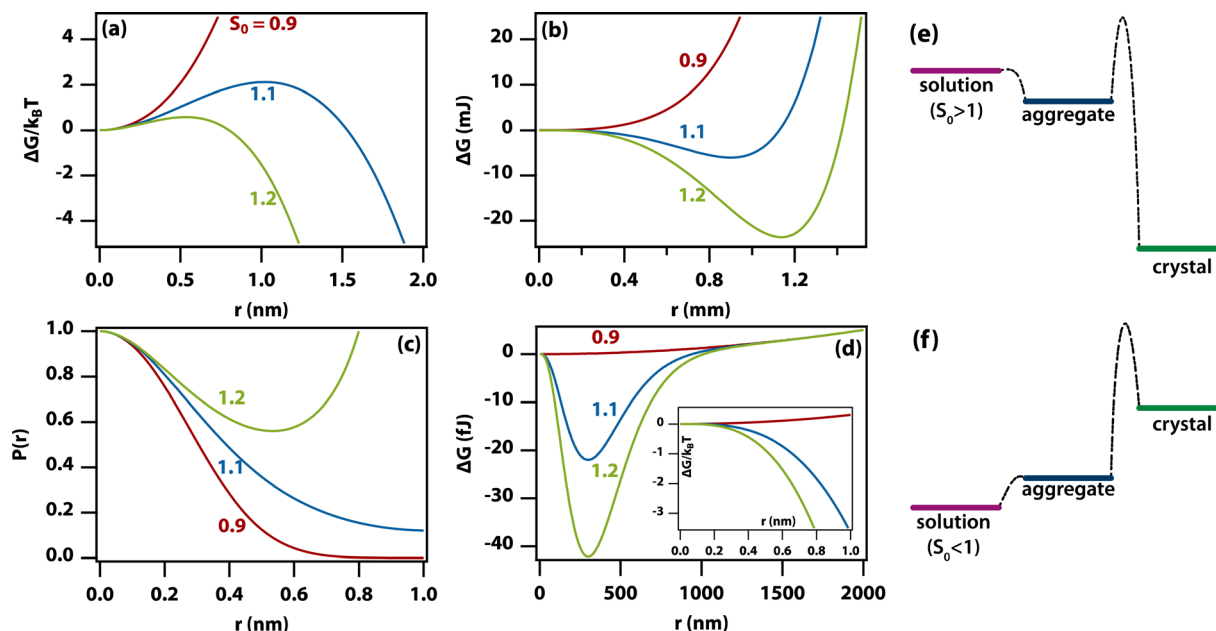 (a)
S₀ = 0.9
1.1
1.2
ΔG/k_BT
4
2
0
-2
-4
0.0 0.5 1.0 1.5 2.0
r (nm)
(b)
0.9
1.1
1.2
ΔG (mJ)
20
10
0
-10
-20
0.0 0.4 0.8 1.2
r (mm)
(c)
1.2
1.1
0.9
P(r)
1.0
0.8
0.6
0.4
0.2
0.0
0.0 0.2 0.4 0.6 0.8 1.0
r (nm)
(d)
0.9
1.1
1.2
ΔG (fJ)
0
-10
-20
-30
-40
0 500 1000 1500 2000
r (nm)
ΔG/k_BT
0
-1
-2
-3
r (nm)
0.0 0.2 0.4 0.6 0.8 1.0
(e)
solution
(S₀>1)
aggregate
crystal
(f)
solution
(S₀<1)
aggregate
crystal